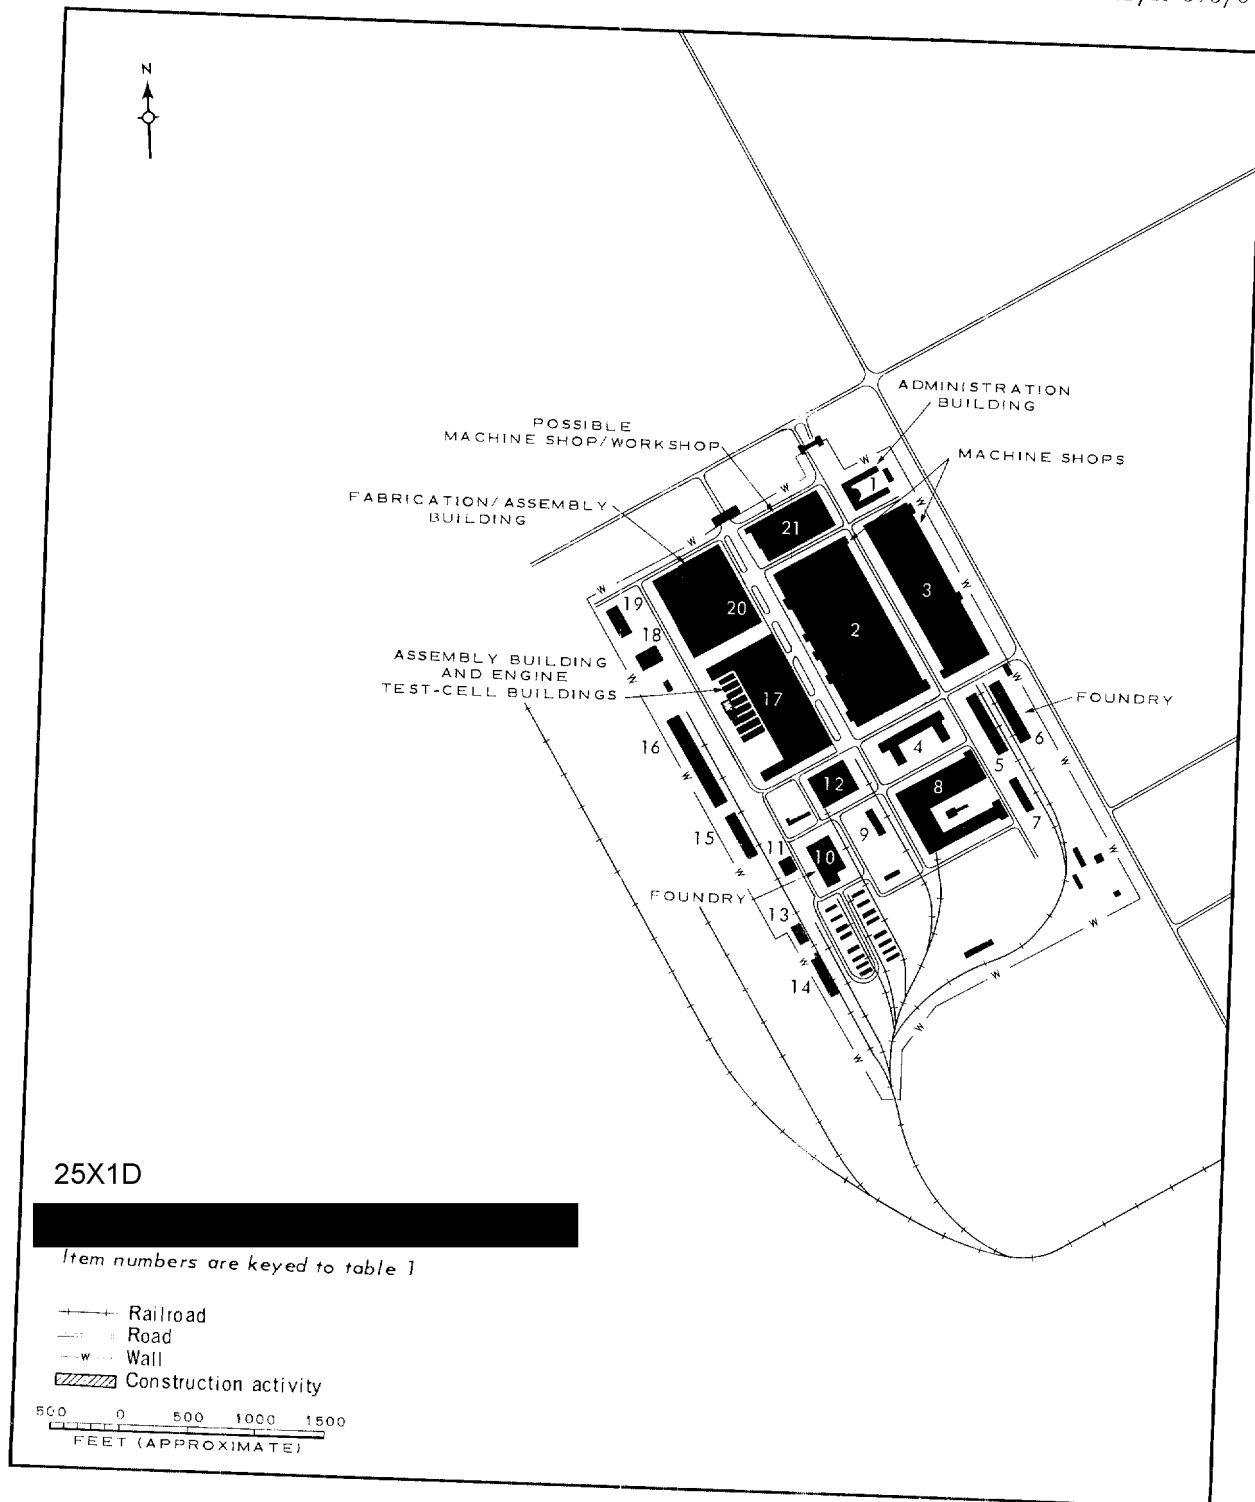 N
ADMINISTRATION
BUILDING
POSSIBLE
MACHINE SHOP/WORKSHOP
MACHINE SHOPS
FABRICATION/ASSEMBLY
BUILDING
W
W
1
W
21
W
W
W
3
19
20
2
18
ASSEMBLY BUILDING
AND ENGINE
TEST-CELL BUILDINGS
W
W
17
FOUNDRY
16
4
6
W
W
5
12
8
7
15
9
11
10
W
W
FOUNDRY
13
W
W
14
W
W
W
25X1D
Item numbers are keyed to table 1
Railroad
Road
W Wall
Construction activity
500 0 500 1000 1500
FEET (APPROXIMATE)